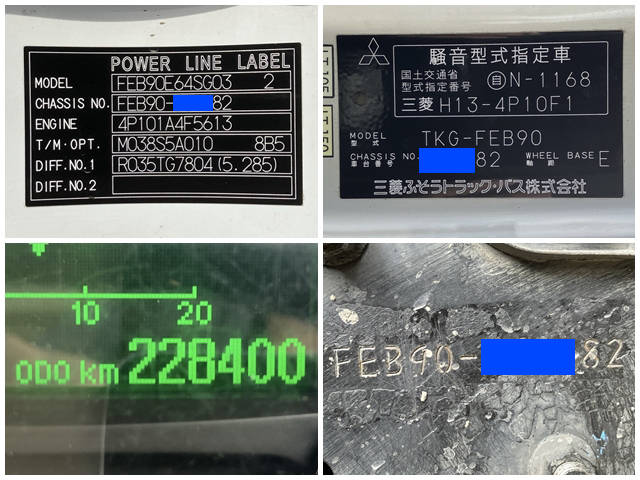 POWER LINE LABEL
MODEL FEB90E64SG03 2
CHASSIS NO. FEB90- 82
ENGINE 4P101A4F5613
T/M·OPT. M038S5A010 8B5
DIFF.NO.1 R035TG7804 (5.285)
DIFF.NO.2
騒音型式指定車
国土交通省
型式指定番号 自N-1168
三菱 H13-4P10F1
MODEL
型式 TKG-FEB90
CHASSIS NO. 82 WHEEL BASE E
車台番号 軸距
三菱ふそうトラック・バス株式会社
10 20
ODO km 228400
FEB90- 82